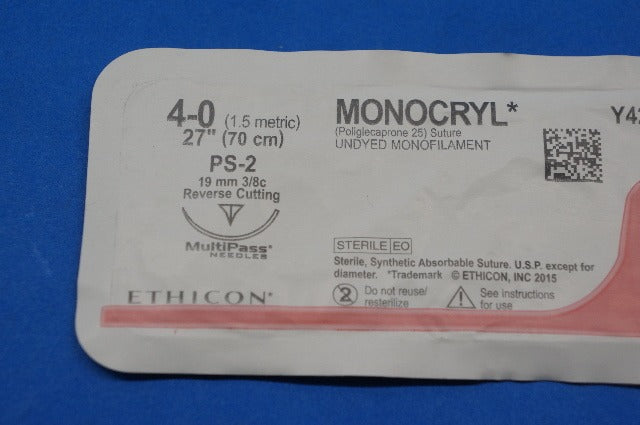 4-0 (1.5 metric)
27" (70 cm)
PS-2
19 mm 3/8c
Reverse Cutting
MultiPass*
NEEDLES
ETHICON*
MONOCRYL*
(Poliglecaprone 25) Suture
UNDYED MONOFILAMENT
STERILE EO
Sterile, Synthetic Absorbable Suture. U.S.P. except for
diameter. *Trademark © ETHICON, INC 2015
2 Do not reuse/
resterilize
! See instructions
for use